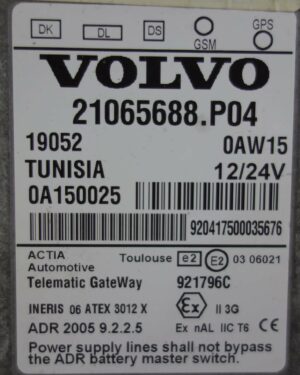 DK DL DS GSM GPS
VOLVO
21065688.P04
19052 0AW15
TUNISIA 12/24V
0A150025
920417500035676
ACTIA Toulouse e2 E2 03 06021
Automotive
Telematic GateWay 921796C
INERIS 06 ATEX 3012 X Ex II 3G
ADR 2005 9.2.2.5 Ex nAL IIC T6 CE
Power supply lines shall not bypass
the ADR battery master switch.